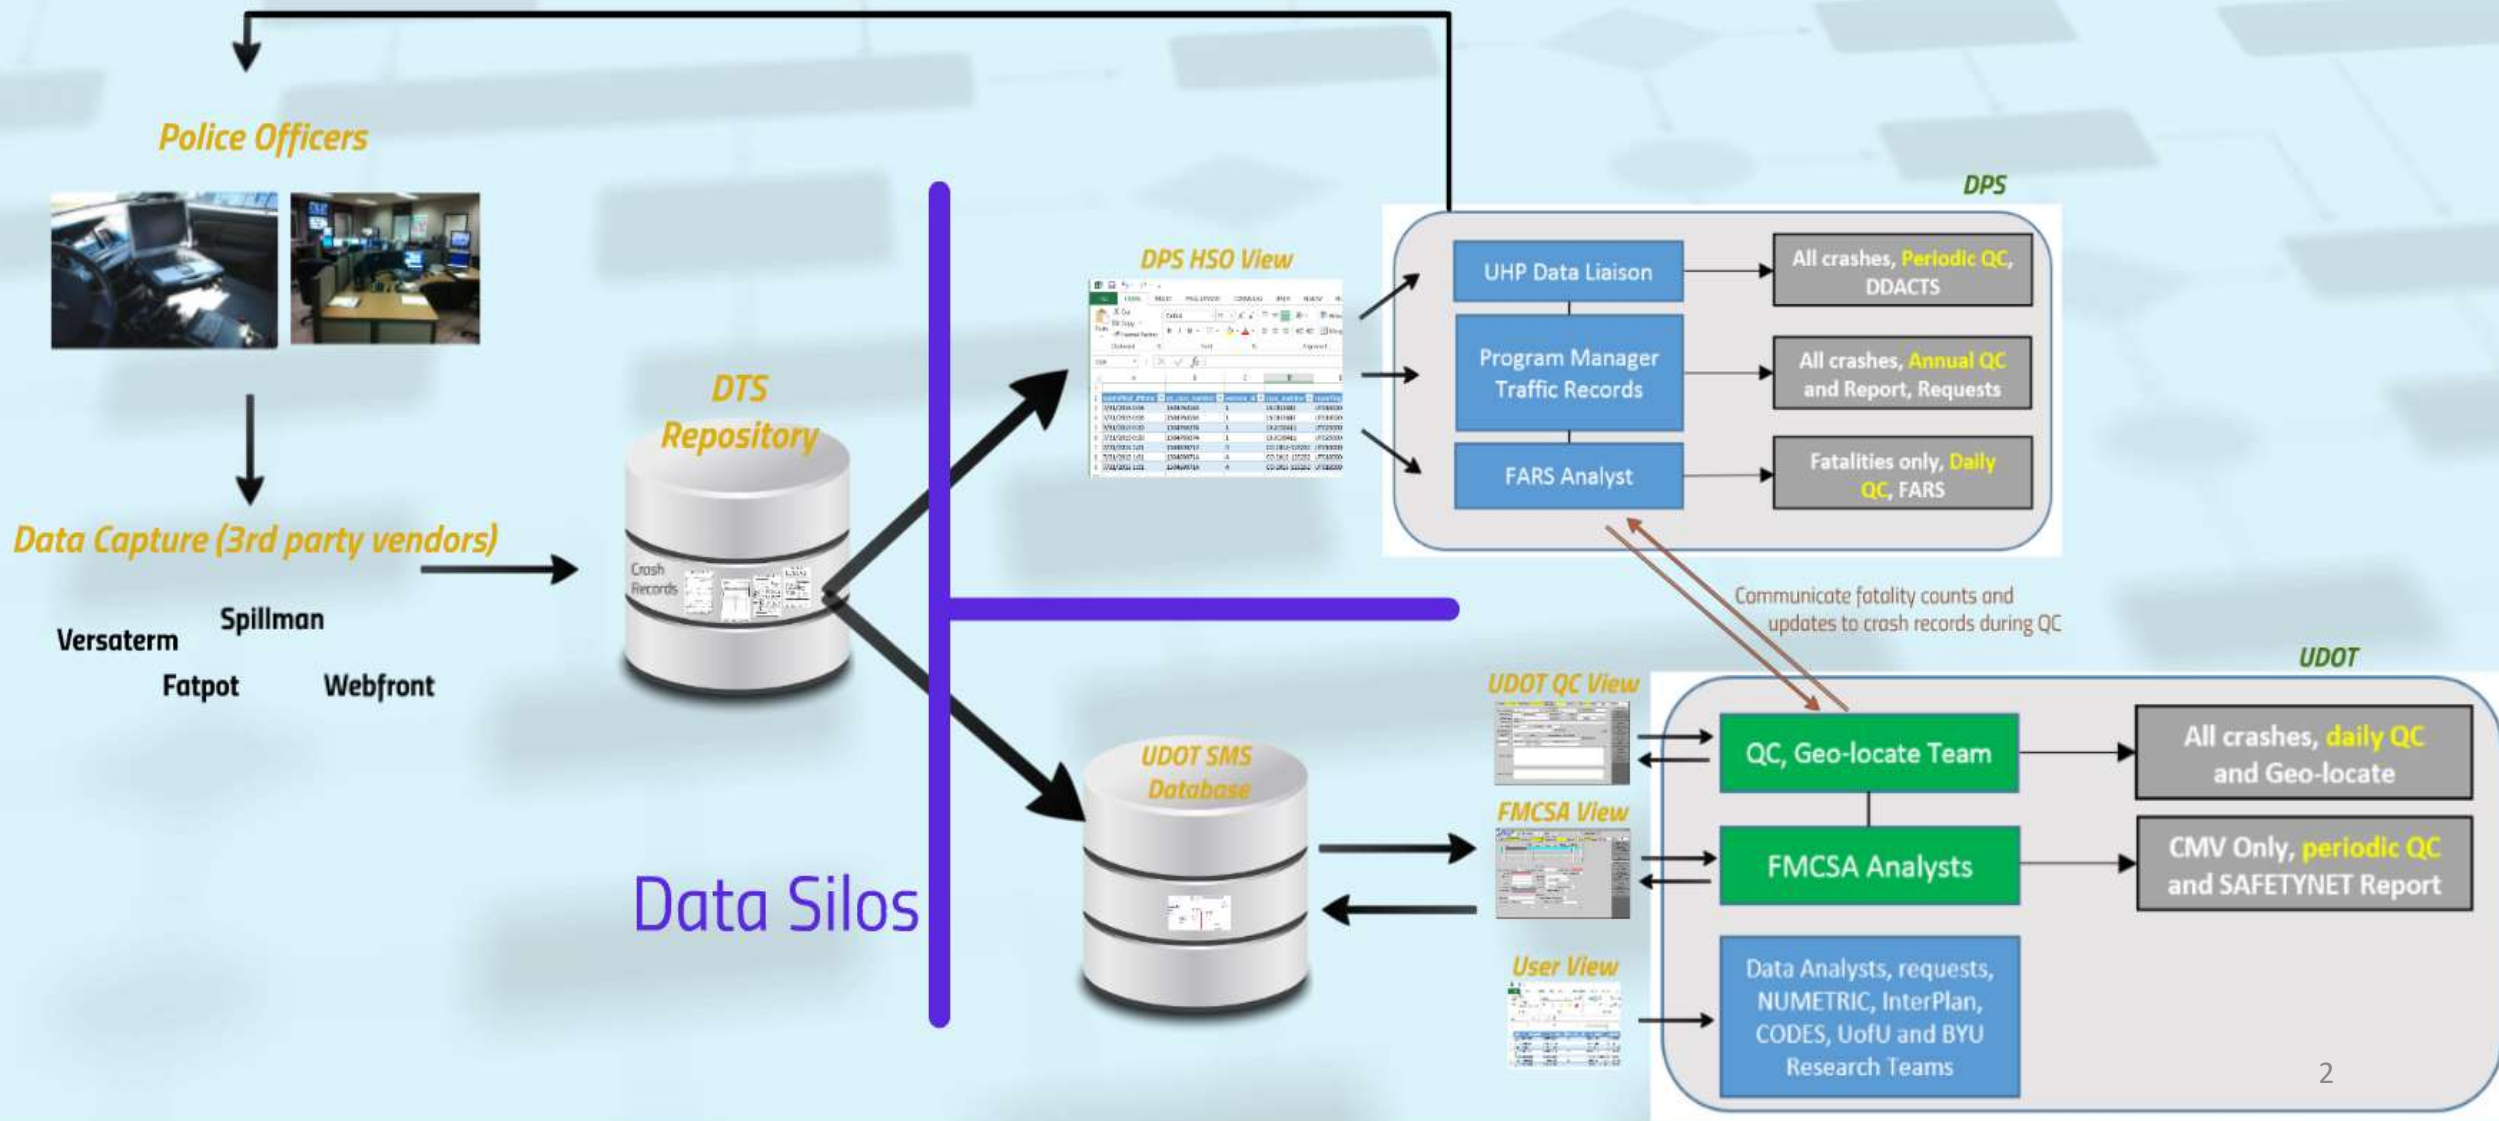 Police Officers
Data Capture (3rd party vendors)
Versaterm
Spillman
Fatpot
Webfront
DTS
Repository
Crash
Records
Data Silos
DPS HSO View
DPS
UHP Data Liaison
All crashes, Periodic QC,
DDACTS
Program Manager
Traffic Records
All crashes, Annual QC
and Report, Requests
FARS Analyst
Fatalities only, Daily
QC, FARS
Communicate fatality counts and
updates to crash records during QC
UDOT SMS
Database
UDOT QC View
FMCSA View
User View
UDOT
QC, Geo-locate Team
All crashes, daily QC
and Geo-locate
FMCSA Analysts
CMV Only, periodic QC
and SAFETYNET Report
Data Analysts, requests,
NUMETRIC, InterPlan,
CODES, UofU and BYU
Research Teams
2